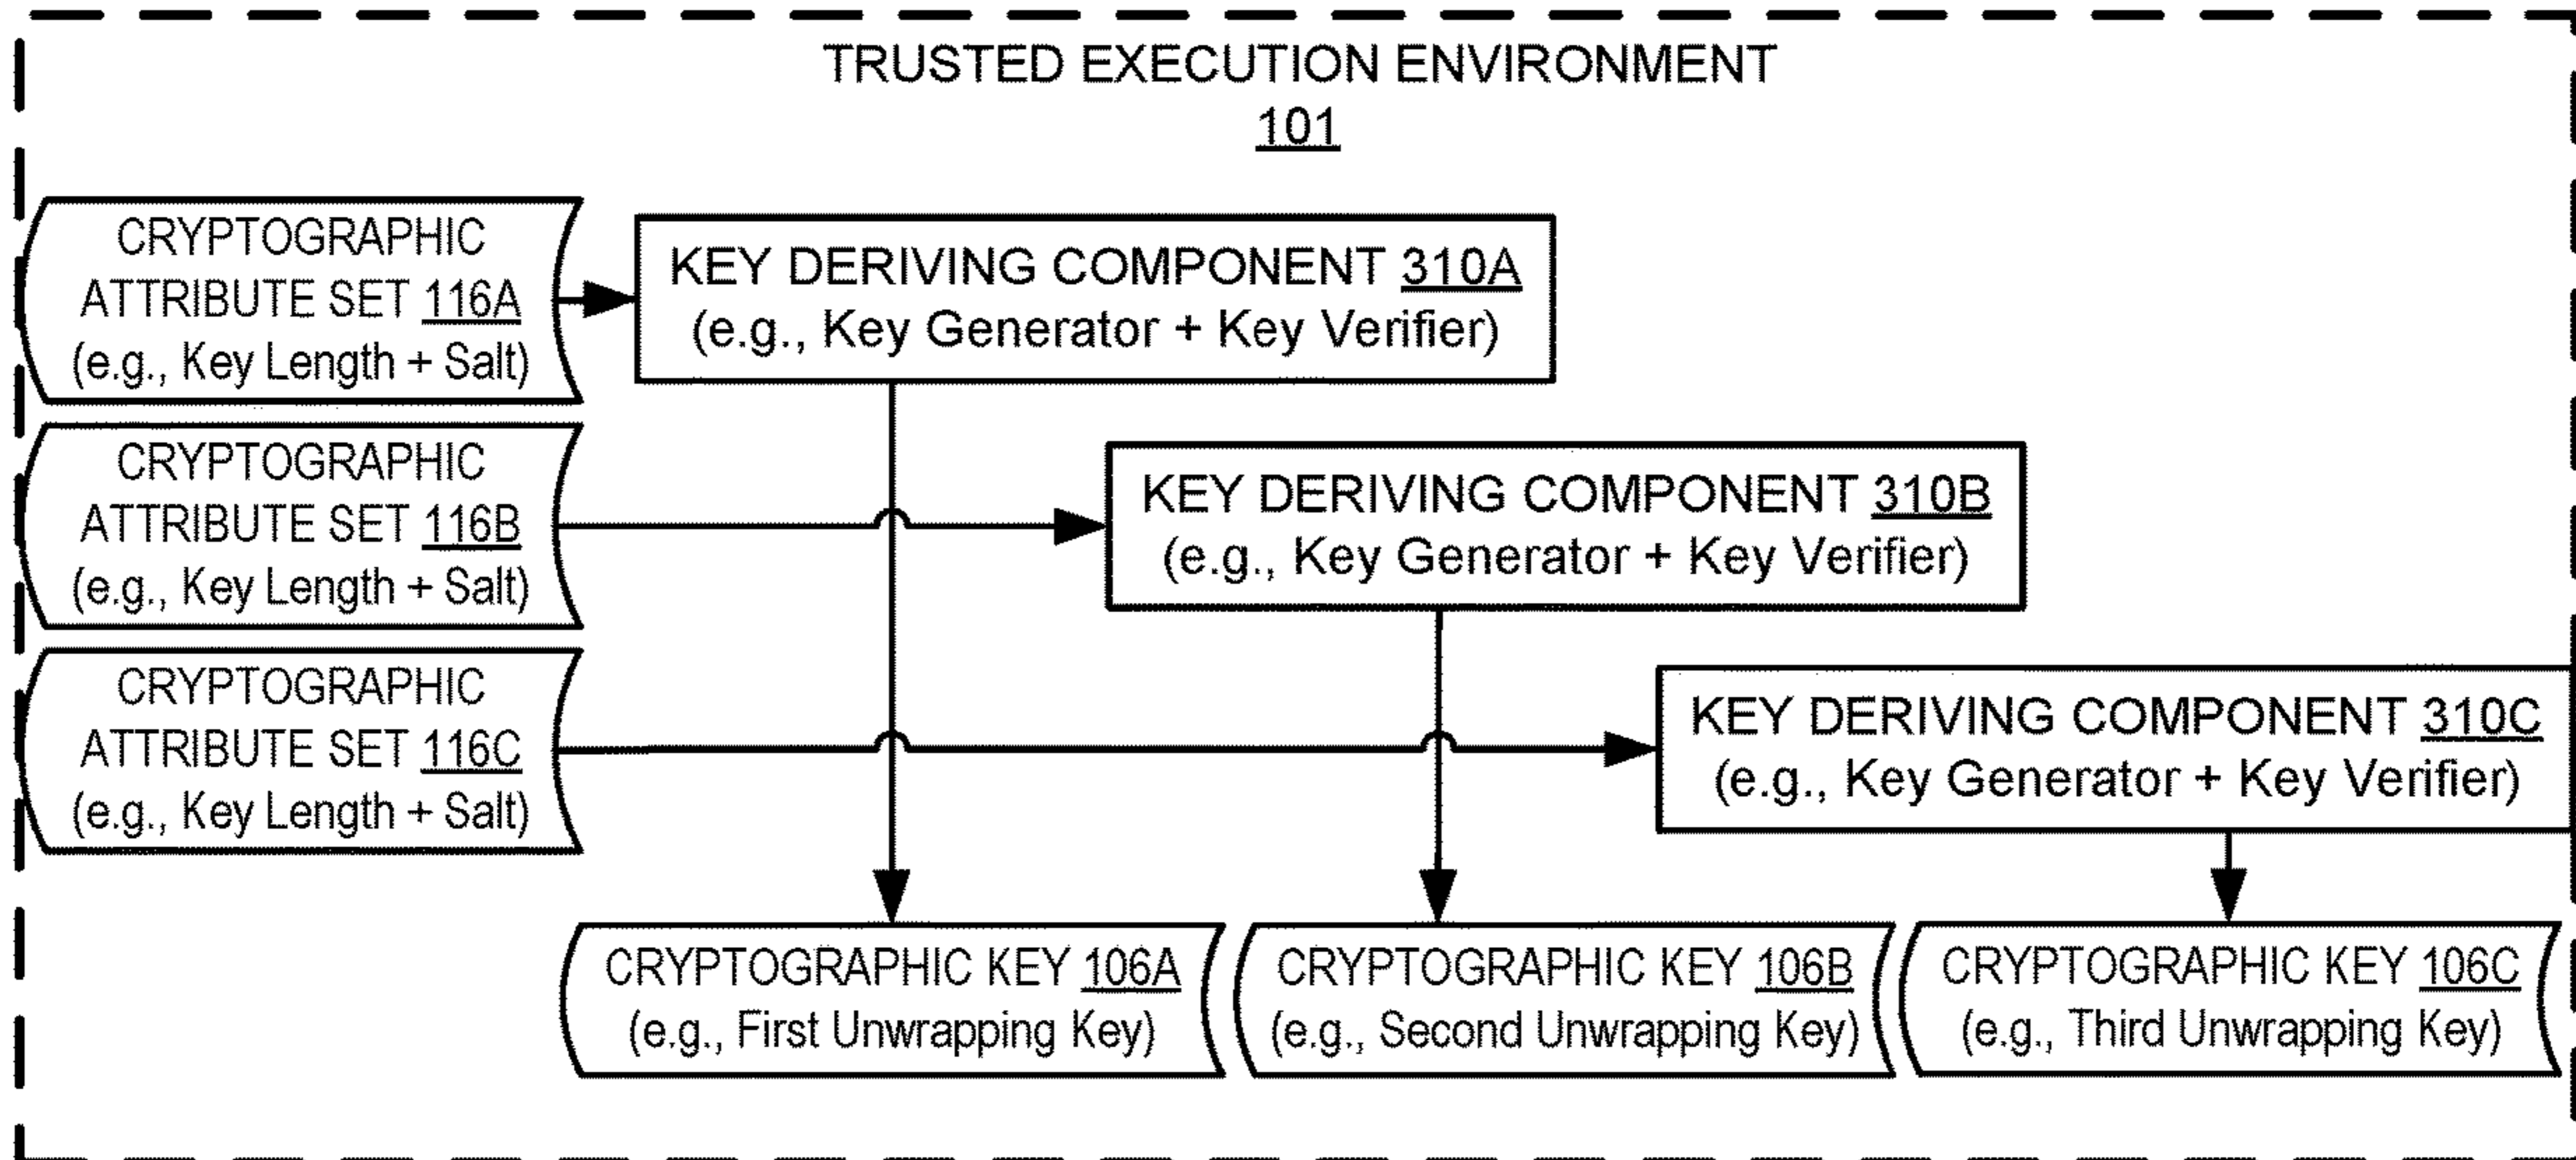 TRUSTED EXECUTION ENVIRONMENT
101
CRYPTOGRAPHIC
ATTRIBUTE SET 116A
(e.g., Key Length + Salt)
KEY DERIVING COMPONENT 310A
(e.g., Key Generator + Key Verifier)
CRYPTOGRAPHIC
ATTRIBUTE SET 116B
(e.g., Key Length + Salt)
KEY DERIVING COMPONENT 310B
(e.g., Key Generator + Key Verifier)
CRYPTOGRAPHIC
ATTRIBUTE SET 116C
(e.g., Key Length + Salt)
KEY DERIVING COMPONENT 310C
(e.g., Key Generator + Key Verifier)
CRYPTOGRAPHIC KEY 106A
(e.g., First Unwrapping Key)
CRYPTOGRAPHIC KEY 106B
(e.g., Second Unwrapping Key)
CRYPTOGRAPHIC KEY 106C
(e.g., Third Unwrapping Key)